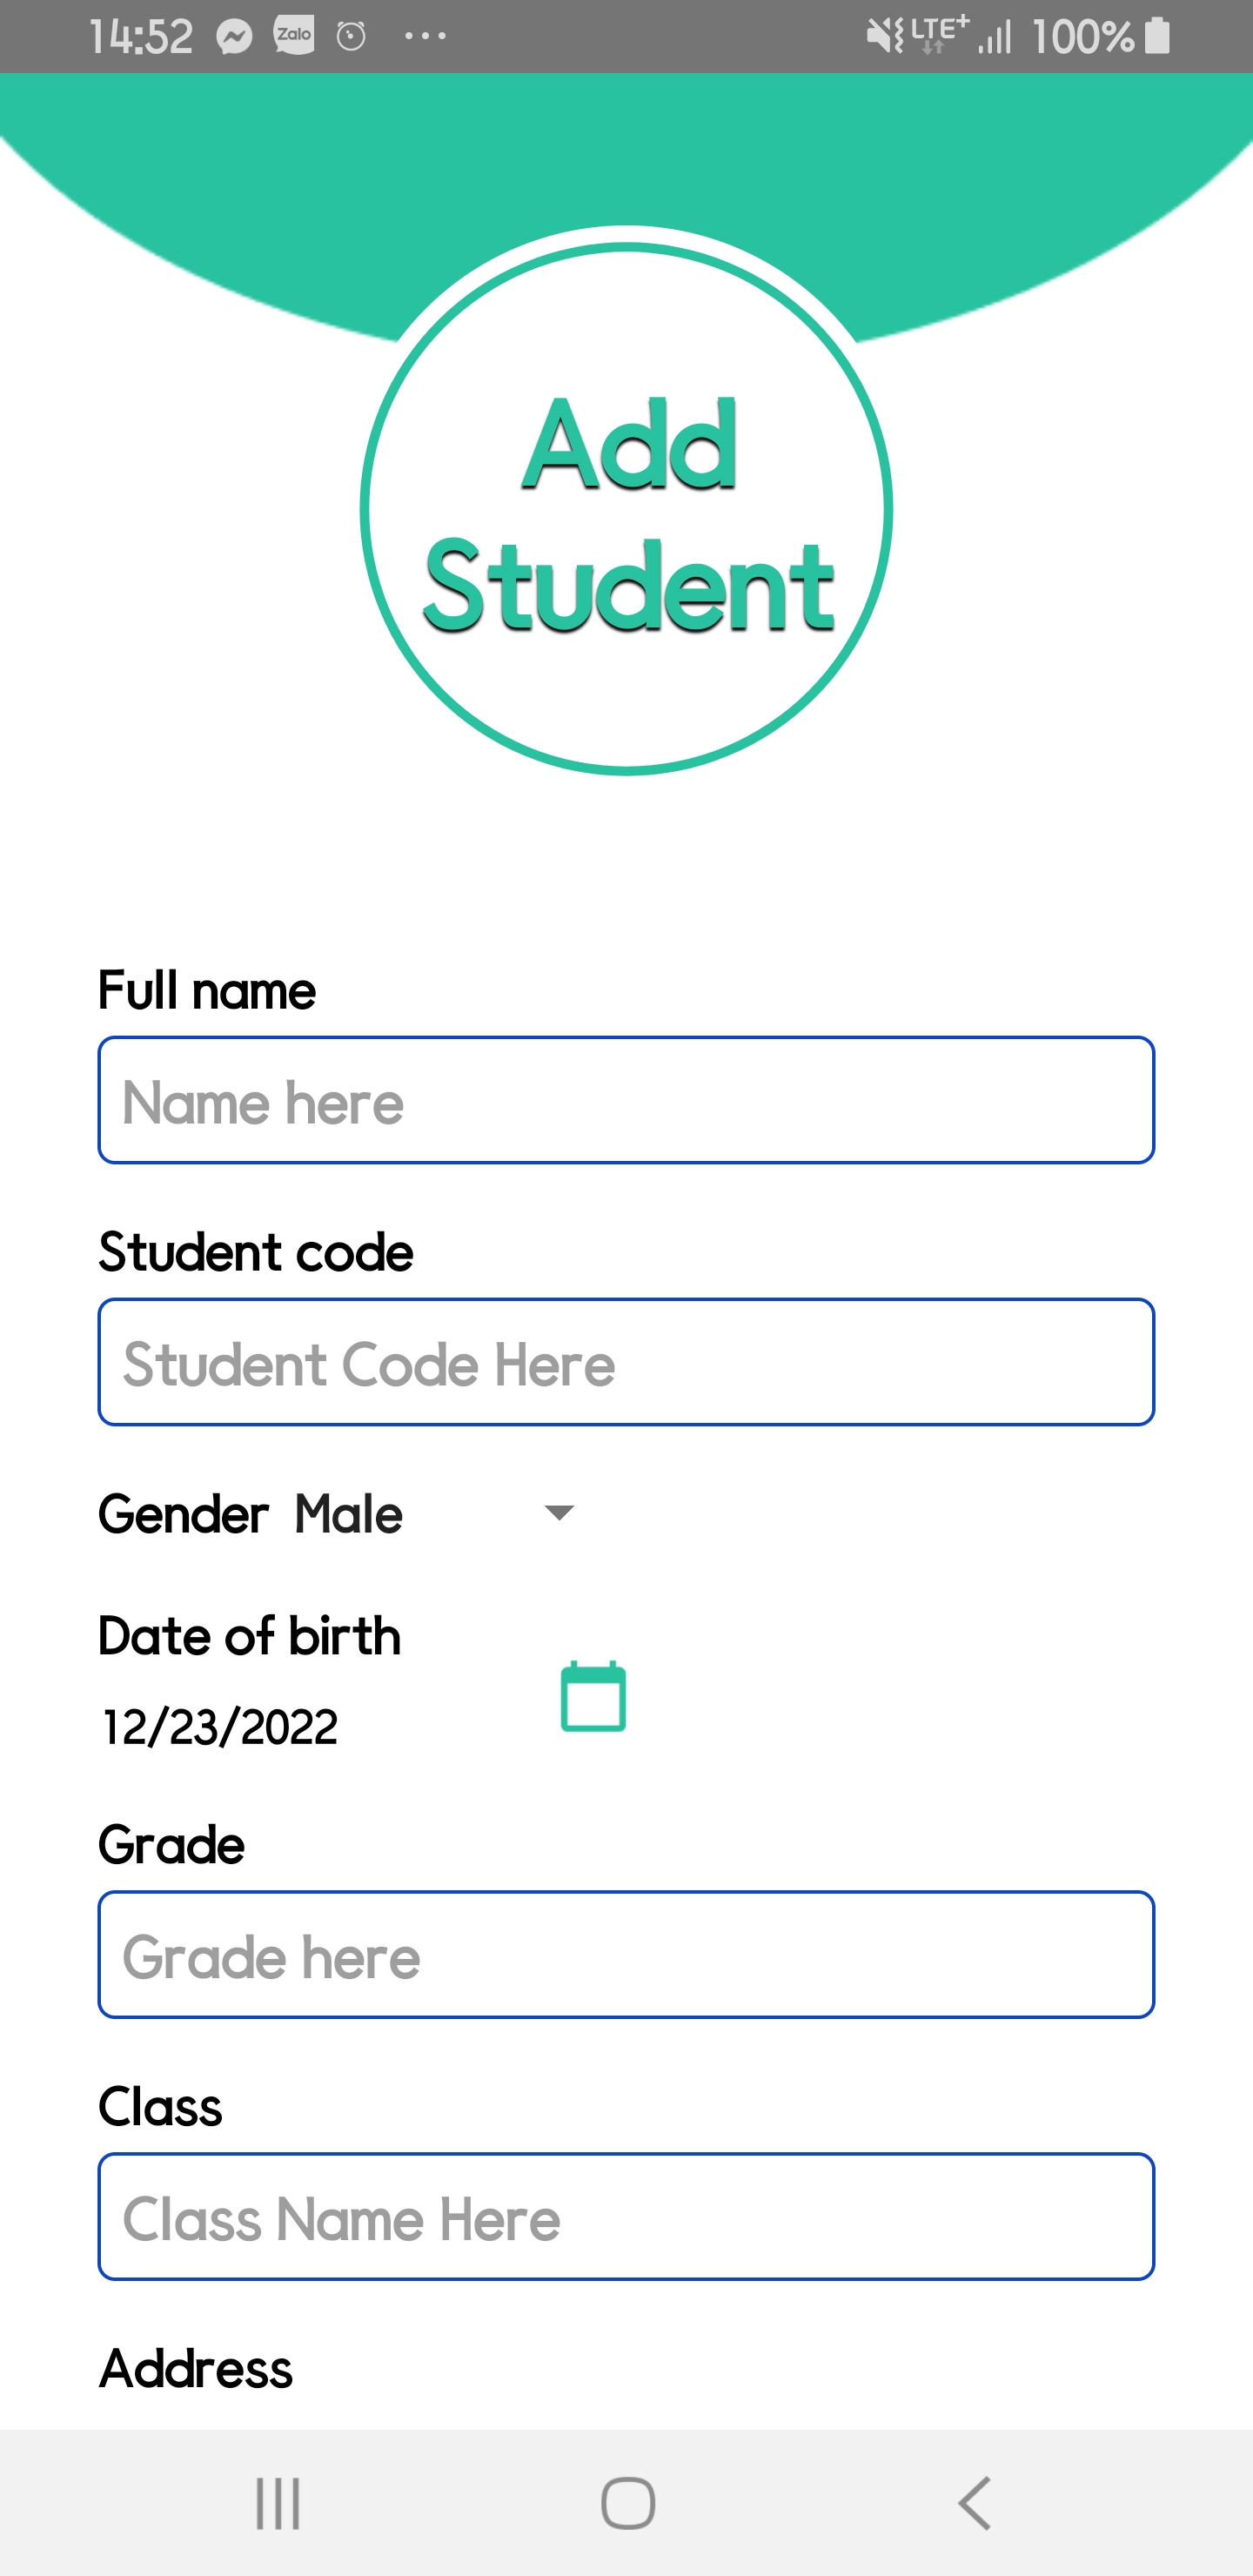 14:52 Zalo LTE+ 100%
Add
Student
Full name
Name here
Student code
Student Code Here
Gender Male
Date of birth
12/23/2022
Grade
Grade here
Class
Class Name Here
Address